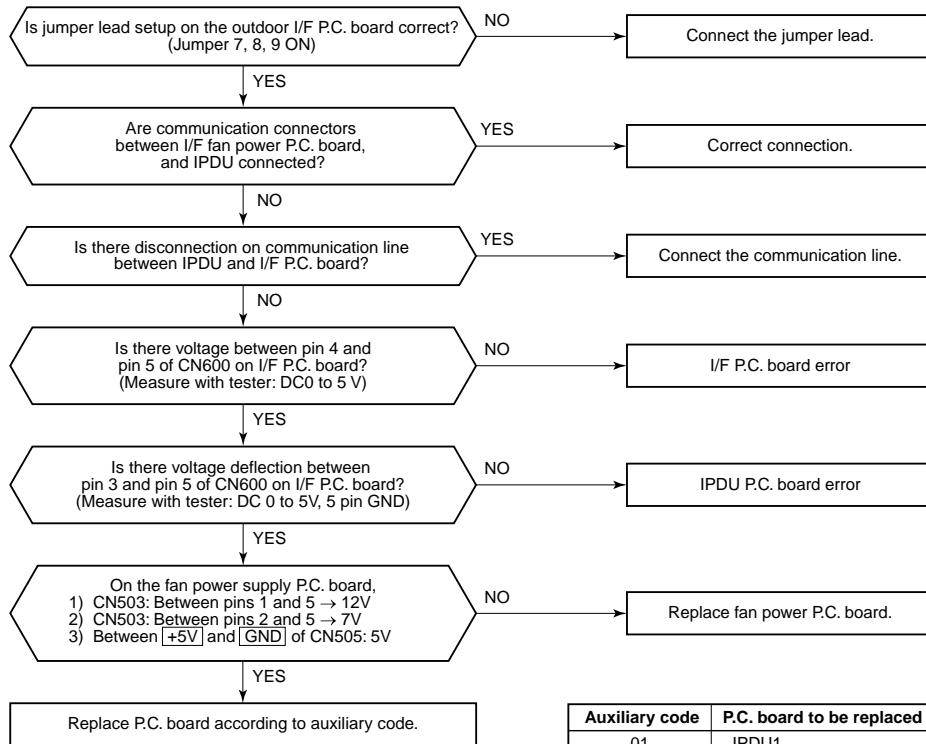 Is jumper lead setup on the outdoor I/F P.C. board correct?
(Jumper 7, 8, 9 ON)
NO
Connect the jumper lead.
YES
Are communication connectors
between I/F fan power P.C. board,
and IPDU connected?
YES
Correct connection.
NO
Is there disconnection on communication line
between IPDU and I/F P.C. board?
YES
Connect the communication line.
NO
Is there voltage between pin 4 and
pin 5 of CN600 on I/F P.C. board?
(Measure with tester: DC0 to 5 V)
NO
I/F P.C. board error
YES
Is there voltage deflection between
pin 3 and pin 5 of CN600 on I/F P.C. board?
(Measure with tester: DC 0 to 5V, 5 pin GND)
NO
IPDU P.C. board error
YES
On the fan power supply P.C. board,
1) CN503: Between pins 1 and 5 → 12V
2) CN503: Between pins 2 and 5 → 7V
3) Between +5V and GND of CN505: 5V
NO
Replace fan power P.C. board.
YES
Replace P.C. board according to auxiliary code.
Auxiliary code P.C. board to be replaced
01 IPDU1